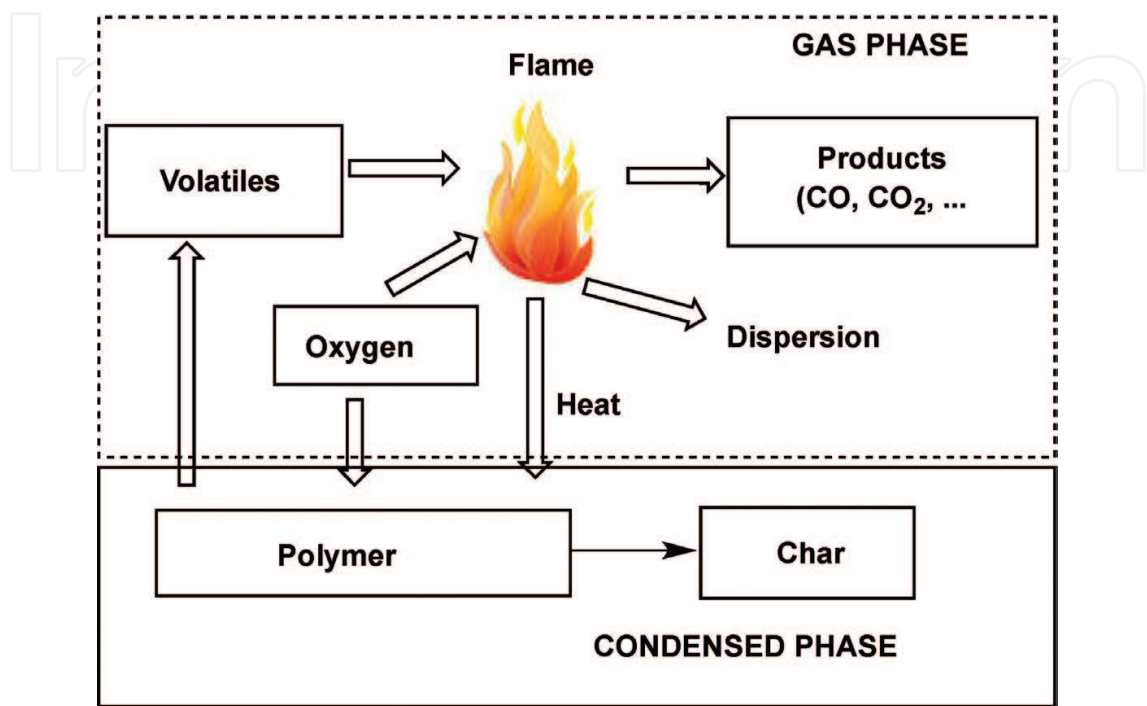 GAS PHASE
Flame
Volatiles
Products
(CO, CO₂, ...
Oxygen
Dispersion
Heat
Polymer
Char
CONDENSED PHASE